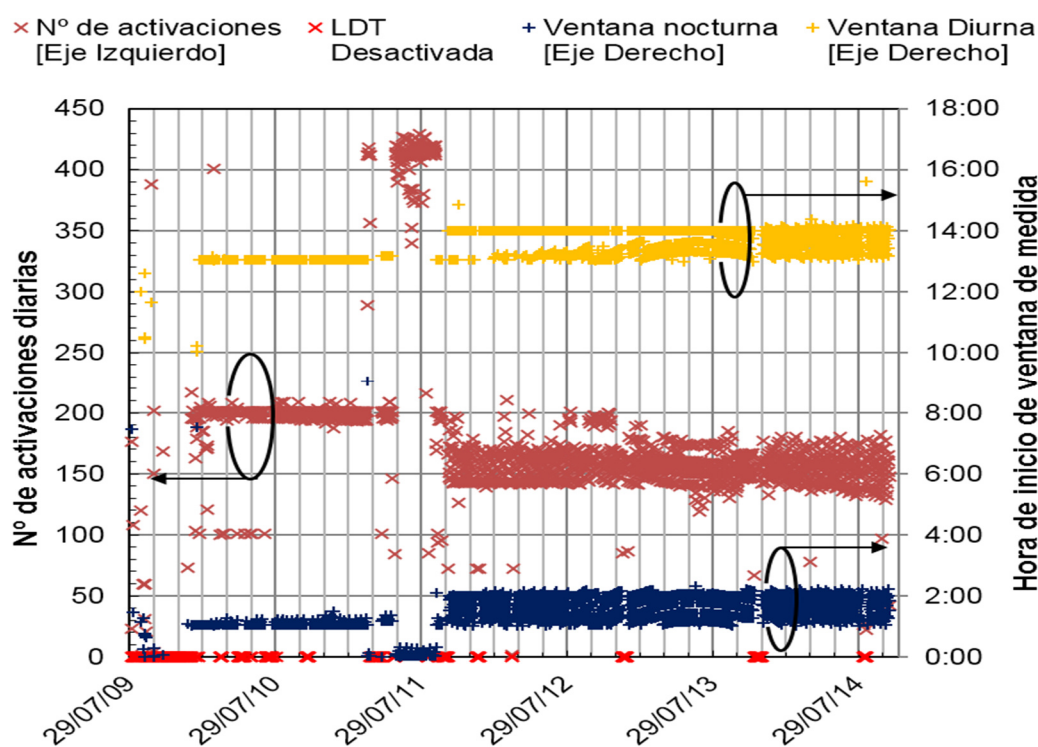 Nº de activaciones
[Eje Izquierdo]
LDT
Desactivada
Ventana nocturna
[Eje Derecho]
Ventana Diurna
[Eje Derecho]
Nº de activaciones diarias
450
400
350
300
250
200
150
100
50
0
18:00
16:00
14:00
12:00
10:00
8:00
6:00
4:00
2:00
0:00
Hora de inicio de ventana de medida
29/07/09
29/07/10
29/07/11
29/07/12
29/07/13
29/07/14